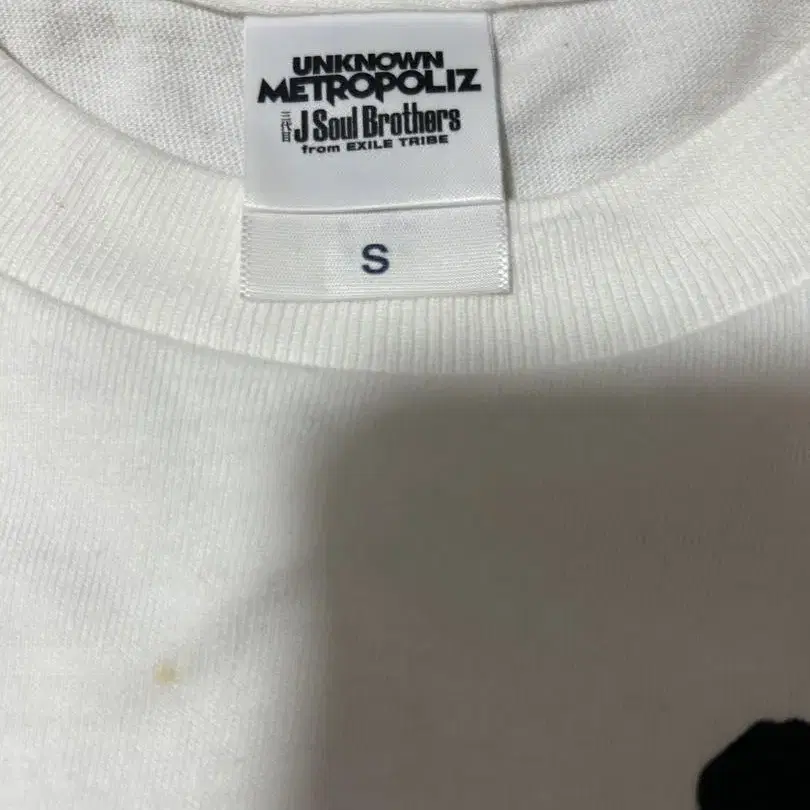 UNKNOWN
METROPOLIZ
三代目 J Soul Brothers
from EXILE TRIBE
S